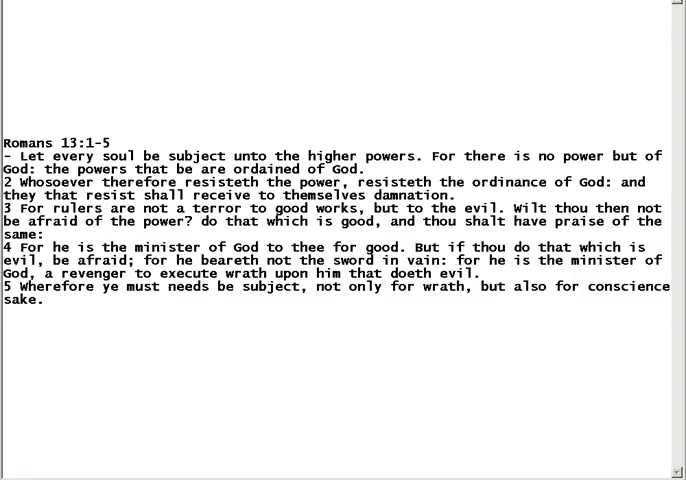 Romans 13:1-5
- Let every soul be subject unto the higher powers. For there is no power but of
God: the powers that be are ordained of God.
2 Whosoever therefore resisteth the power, resisteth the ordinance of God: and
they that resist shall receive to themselves damnation.
3 For rulers are not a terror to good works, but to the evil. Wilt thou then not
be afraid of the power? do that which is good, and thou shalt have praise of the
same:
4 For he is the minister of God to thee for good. But if thou do that which is
evil, be afraid; for he beareth not the sword in vain: for he is the minister of
God, a revenger to execute wrath upon him that doeth evil.
5 Wherefore ye must needs be subject, not only for wrath, but also for conscience
sake.